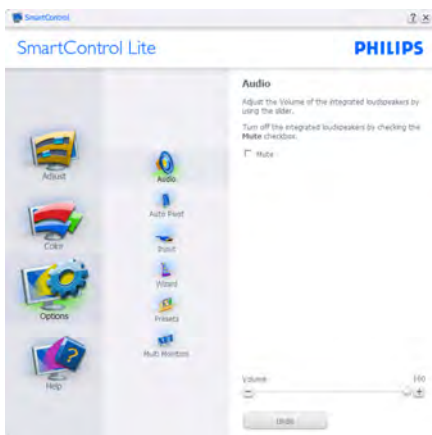 SmartControl
? ×
SmartControl Lite
PHILIPS
Audio
Adjust the Volume of the integrated loudspeakers by
using the slider.
Turn off the integrated loudspeakers by checking the
Mute checkbox.
Mute
Adjust
Color
Options
Help
Audio
Auto Pivot
Wizard
Presets
Multi Monitors
Volume
100
Undo